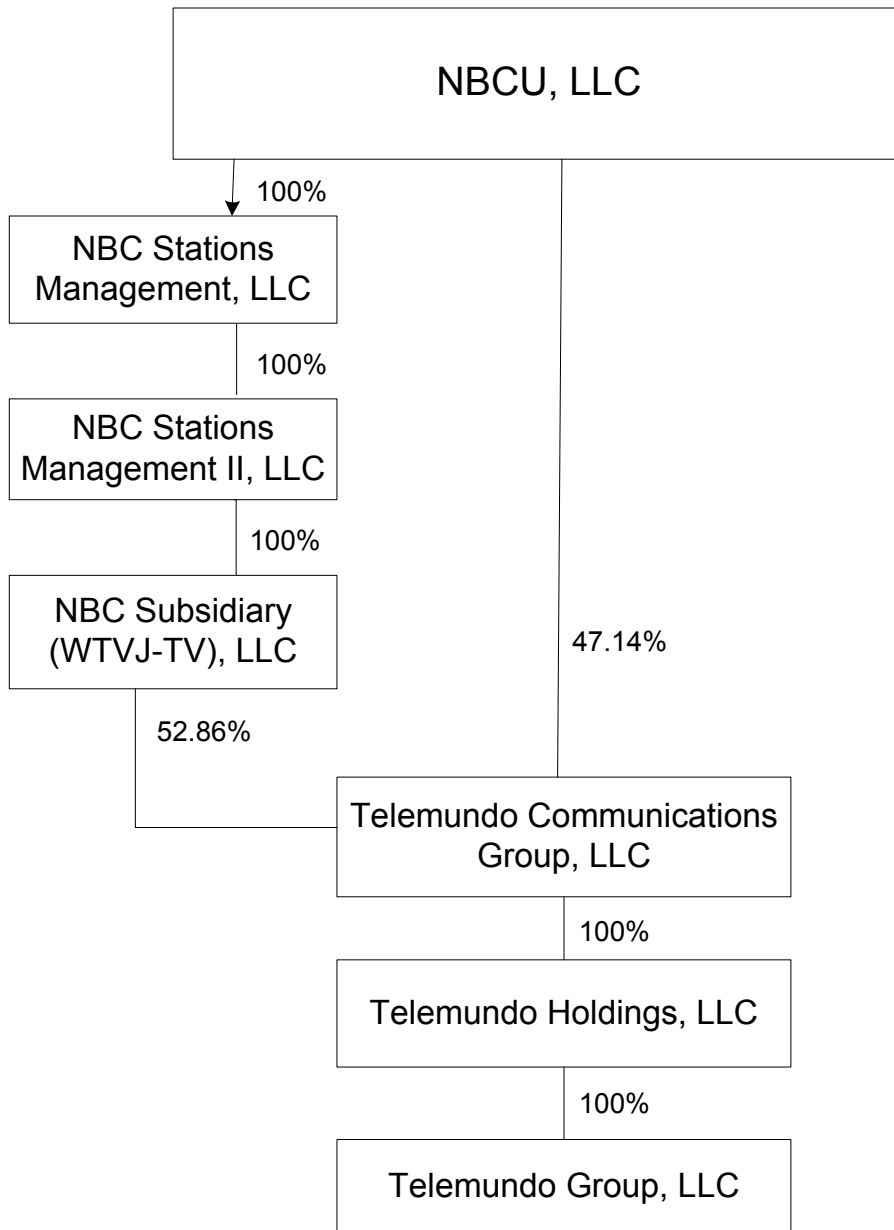 NBCU, LLC
100%
NBC Stations
Management, LLC
100%
NBC Stations
Management II, LLC
100%
NBC Subsidiary
(WTVJ-TV), LLC
47.14%
52.86%
Telemundo Communications
Group, LLC
100%
Telemundo Holdings, LLC
100%
Telemundo Group, LLC